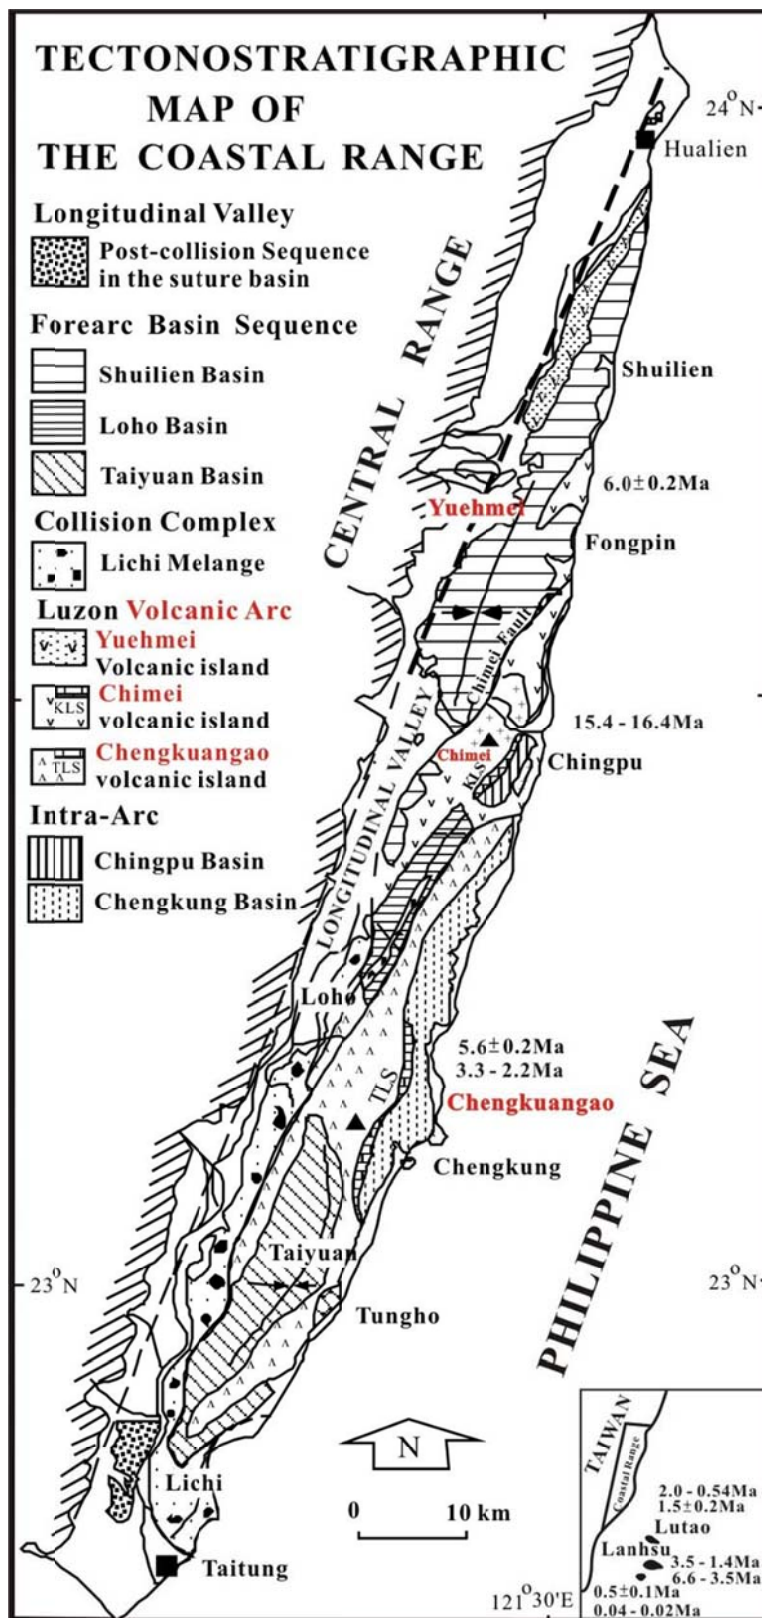 TECTONOSTRATIGRAPHIC
MAP OF
THE COASTAL RANGE
Longitudinal Valley
Post-collision Sequence
in the suture basin
Forearc Basin Sequence
Shuilien Basin
Loho Basin
Taiyuan Basin
Collision Complex
Lichi Melange
Luzon Volcanic Arc
Yuehmei
Volcanic island
KLS
Chimei
volcanic island
TLS
Chengkuangao
volcanic island
Intra-Arc
Chingpu Basin
Chengkung Basin
24°N
Hualien
CENTRAL RANGE
Shuilien
6.0±0.2Ma
Yuehmei
Fongpin
Chimei Fault
15.4 - 16.4Ma
Chimei
KLS
Chingpu
LONGITUDINAL VALLEY
Loho
5.6±0.2Ma
3.3 - 2.2Ma
TLS
Chengkuangao
Chengkung
PHILIPPINE SEA
Taiyuan
23°N
23°N
Tungho
N
Lichi
0 10 km
Taitung
TAIWAN
Coastal Range
2.0 - 0.54Ma
1.5±0.2Ma
Lutao
Lanhsu
3.5 - 1.4Ma
6.6 - 3.5Ma
0.5±0.1Ma
0.04 - 0.02Ma
121°30'E